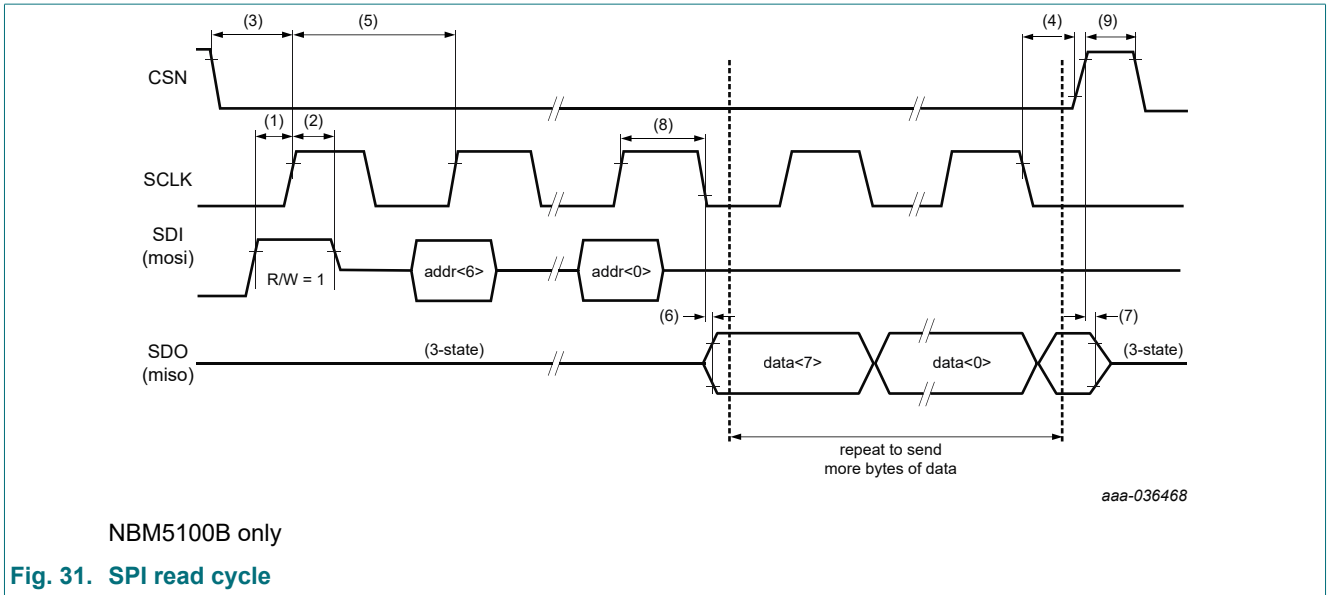 (3)
(5)
(4)
(9)
CSN
(1)
(2)
(8)
SCLK
SDI
(mosi)
R/W = 1
addr<6>
addr<0>
(6)
(7)
SDO
(miso)
(3-state)
data<7>
data<0>
(3-state)
repeat to send
more bytes of data
aaa-036468
NBM5100B only
Fig. 31. SPI read cycle